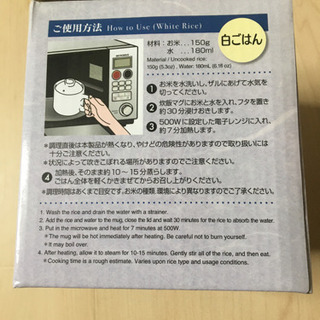 ご使用方法 How to Use (White Rice)
白ごはん
材料：お米…150g
水…180ml
Material / Uncooked rice:
150g (5.3oz) , Water: 180mL (6.16 oz)
1 お米を水洗いし、ザルにあげて水気を
切ってください。
2 炊飯マグにお米と水を入れ、フタを置き
約30分浸けおきします。
3 500Wに設定した電子レンジに入れ、
約7分加熱します。
*調理直後は本製品が熱くなり、やけどの危険性がありますので取り扱いには
十分ご注意ください。
*状況によって吹きこぼれる場合がありますのでご注意ください。
4 加熱後、そのまま約10～15分蒸らします。
ごはん全体を軽くかきまぜてからお召し上がりください。
*調理時間はあくまで目安です。お米の種類、環境により異なりますのでご了承ください。
1. Wash the rice and drain the water with a strainer.
2. Add the rice and water to the mug, close the lid and wait 30 minutes for the rice to absorb the water.
3. Put in the microwave and heat for 7 minutes at 500W.
*The mug will be hot immediately after heating. Be careful not to burn yourself.
*It may boil over.
4. After heating, allow it to steam for 10-15 minutes. Gently stir all of the rice, and then eat.
*Cooking time is a rough estimate. Varies upon rice type and usage conditions.